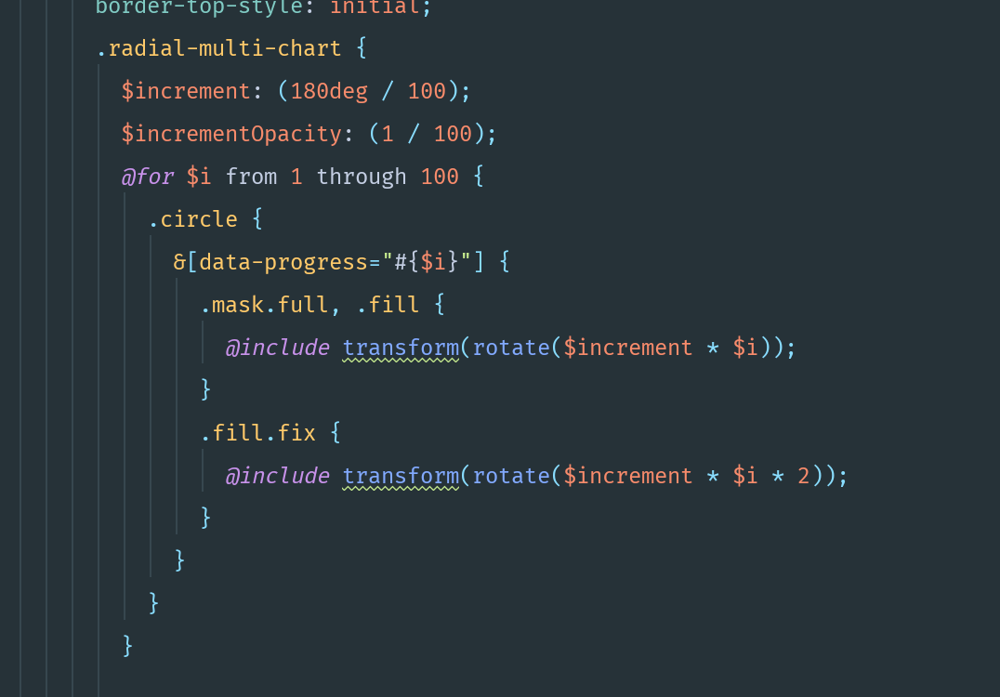 border-top-style: initial;
.radial-multi-chart {
$increment: (180deg / 100);
$incrementOpacity: (1 / 100);
@for $i from 1 through 100 {
.circle {
&[data-progress="#{$i}"] {
.mask.full, .fill {
@include transform(rotate($increment * $i));
}
.fill.fix {
@include transform(rotate($increment * $i * 2));
}
}
}
}